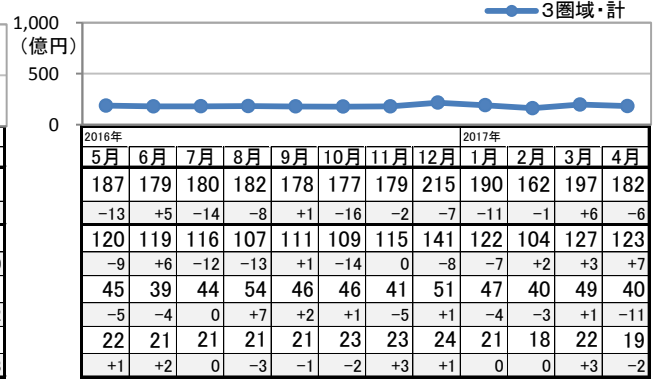 3圏域・計
1,000
(億円)
500
0
2016年 2017年
5月 6月 7月 8月 9月 10月 11月 12月 1月 2月 3月 4月
187 179 180 182 178 177 179 215 190 162 197 182
−13 +5 −14 −8 +1 −16 −2 −7 −11 −1 +6 −6
120 119 116 107 111 109 115 141 122 104 127 123
−9 +6 −12 −13 +1 −14 0 −8 −7 +2 +3 +7
45 39 44 54 46 46 41 51 47 40 49 40
−5 −4 0 +7 +2 +1 −5 +1 −4 −3 +1 −11
22 21 21 21 21 23 23 24 21 18 22 19
+1 +2 0 −3 −1 −2 +3 +1 0 0 +3 −2